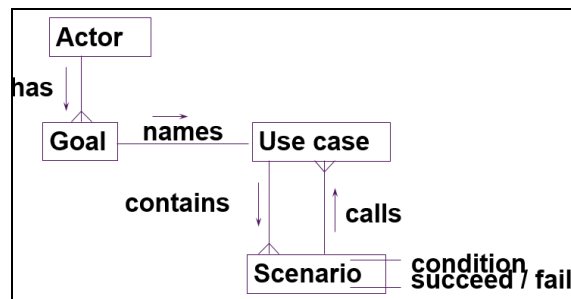 Actor
has
Goal
names
Use case
contains
calls
Scenario
condition
succeed / fail